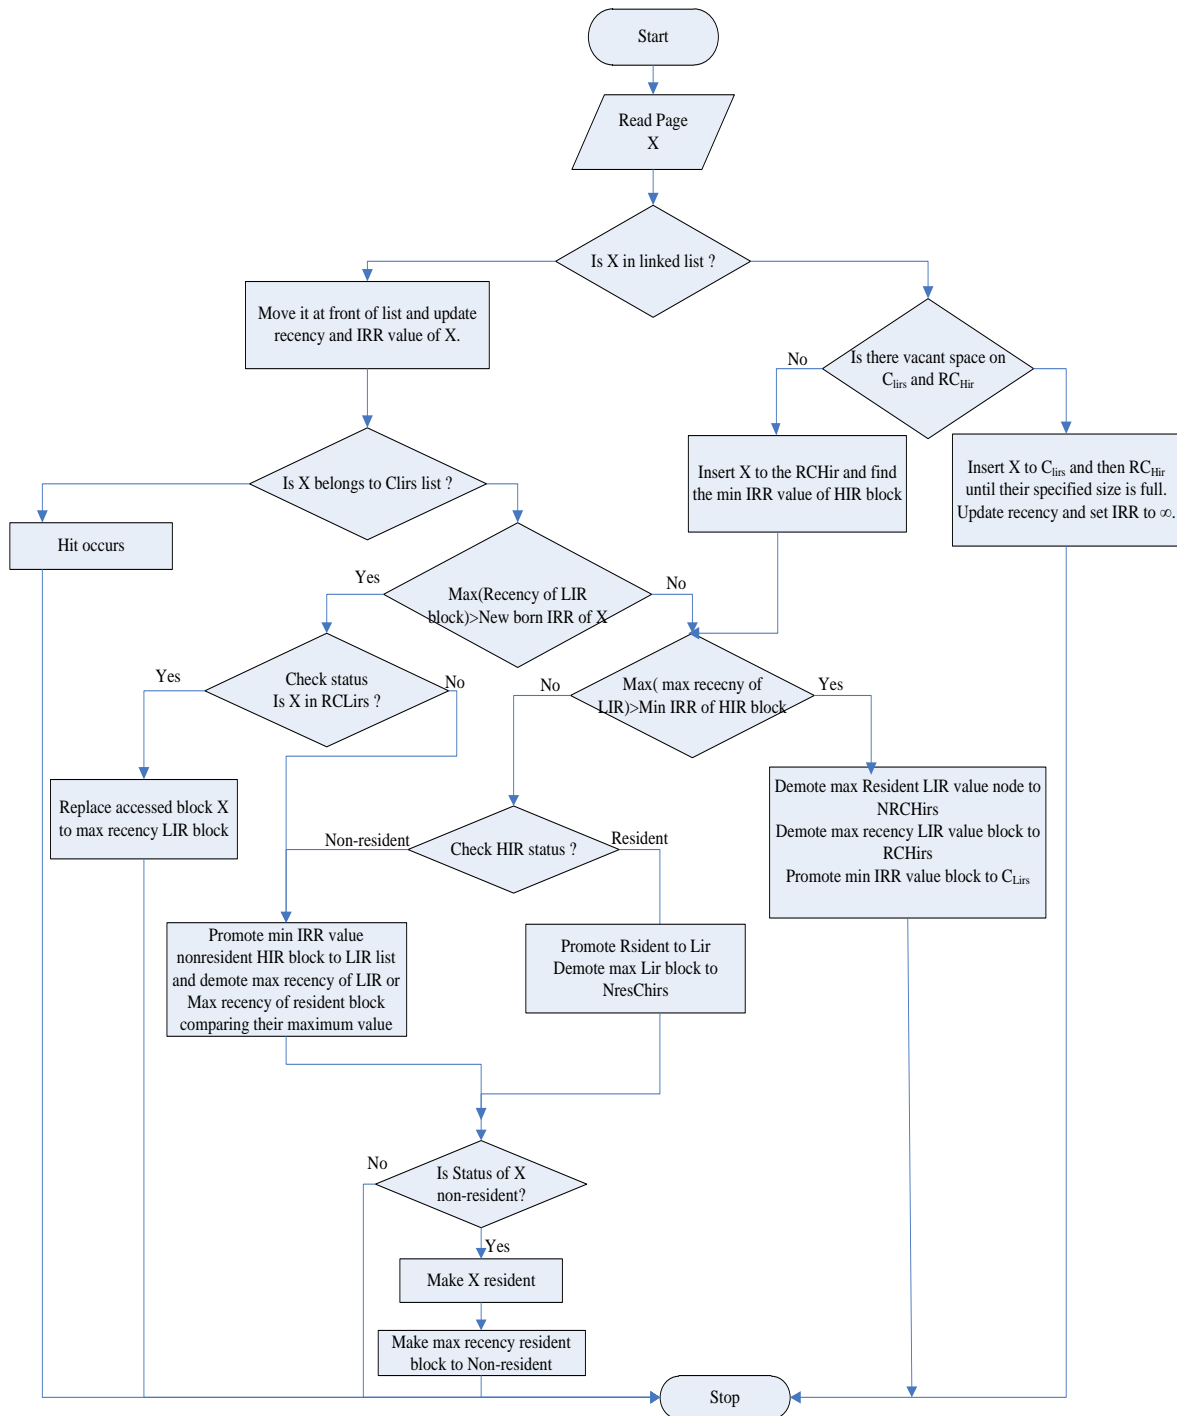 Start
Read Page
X
Is X in linked list ?
Move it at front of list and update
recency and IRR value of X.
No
Is there vacant space on
Clirs and RCHir
Insert X to the RCHir and find
the min IRR value of HIR block
Insert X to Clirs and then RCHir
until their specified size is full.
Update recency and set IRR to ∞.
Is X belongs to Clirs list ?
Hit occurs
Yes
No
Max(Recency of LIR
block)>New born IRR of X
Yes
Check status
Is X in RCLirs ?
No
No
Max( max rececny of
LIR)>Min IRR of HIR block
Yes
Replace accessed block X
to max recency LIR block
Demote max Resident LIR value node to
NRCHirs
Demote max recency LIR value block to
RCHirs
Promote min IRR value block to CLirs
Non-resident
Check HIR status ?
Resident
Promote min IRR value
nonresident HIR block to LIR list
and demote max recency of LIR or
Max recency of resident block
comparing their maximum value
Promote Rsident to Lir
Demote max Lir block to
NresChirs
No
Is Status of X
non-resident?
Yes
Make X resident
Make max recency resident
block to Non-resident
Stop